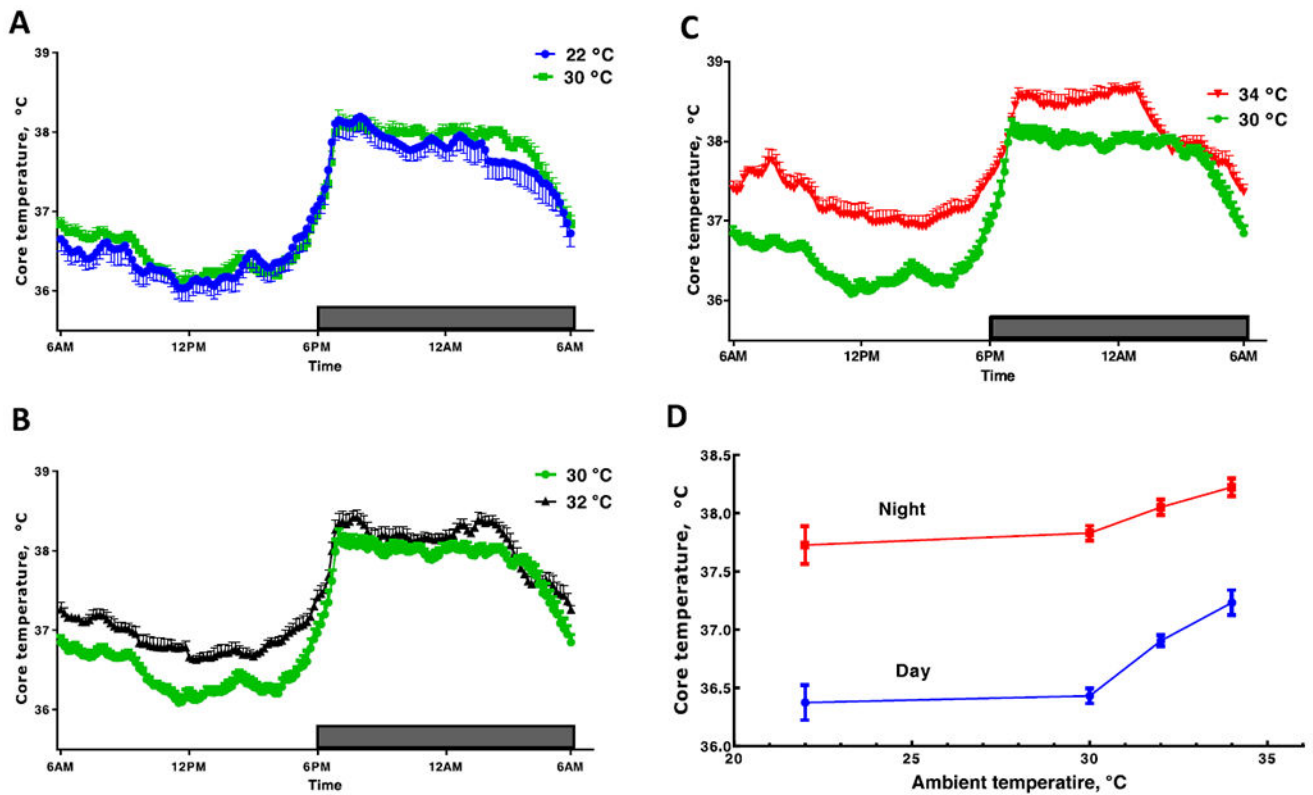 A
39
38
37
36
Core temperature, °C
22 °C
30 °C
6AM 12PM 6PM 12AM 6AM
Time
B
39
38
37
36
Core temperature, °C
30 °C
32 °C
6AM 12PM 6PM 12AM 6AM
Time
C
39
38
37
36
Core temperature, °C
34 °C
30 °C
6AM 12PM 6PM 12AM 6AM
Time
D
38.5
38.0
37.5
37.0
36.5
36.0
Core temperature, °C
Night
Day
20 25 30 35
Ambient temperatire, °C